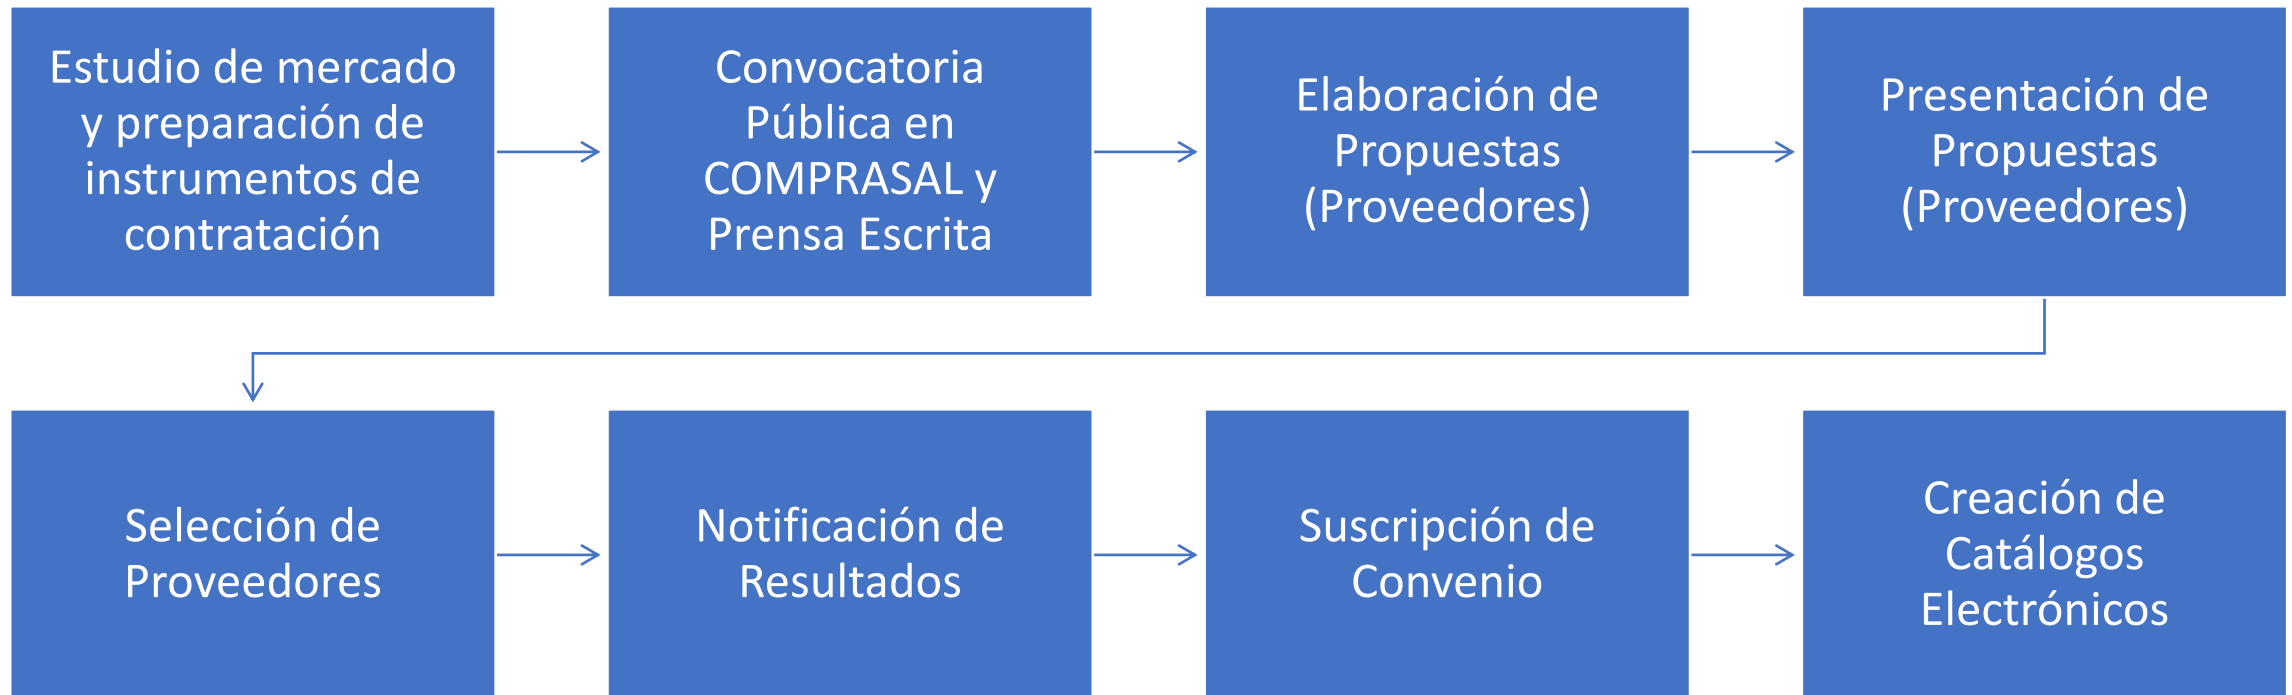 Estudio de mercado
y preparación de
instrumentos de
contratación
Convocatoria
Pública en
COMPRASAL y
Prensa Escrita
Elaboración de
Propuestas
(Proveedores)
Presentación de
Propuestas
(Proveedores)
Selección de
Proveedores
Notificación de
Resultados
Suscripción de
Convenio
Creación de
Catálogos
Electrónicos